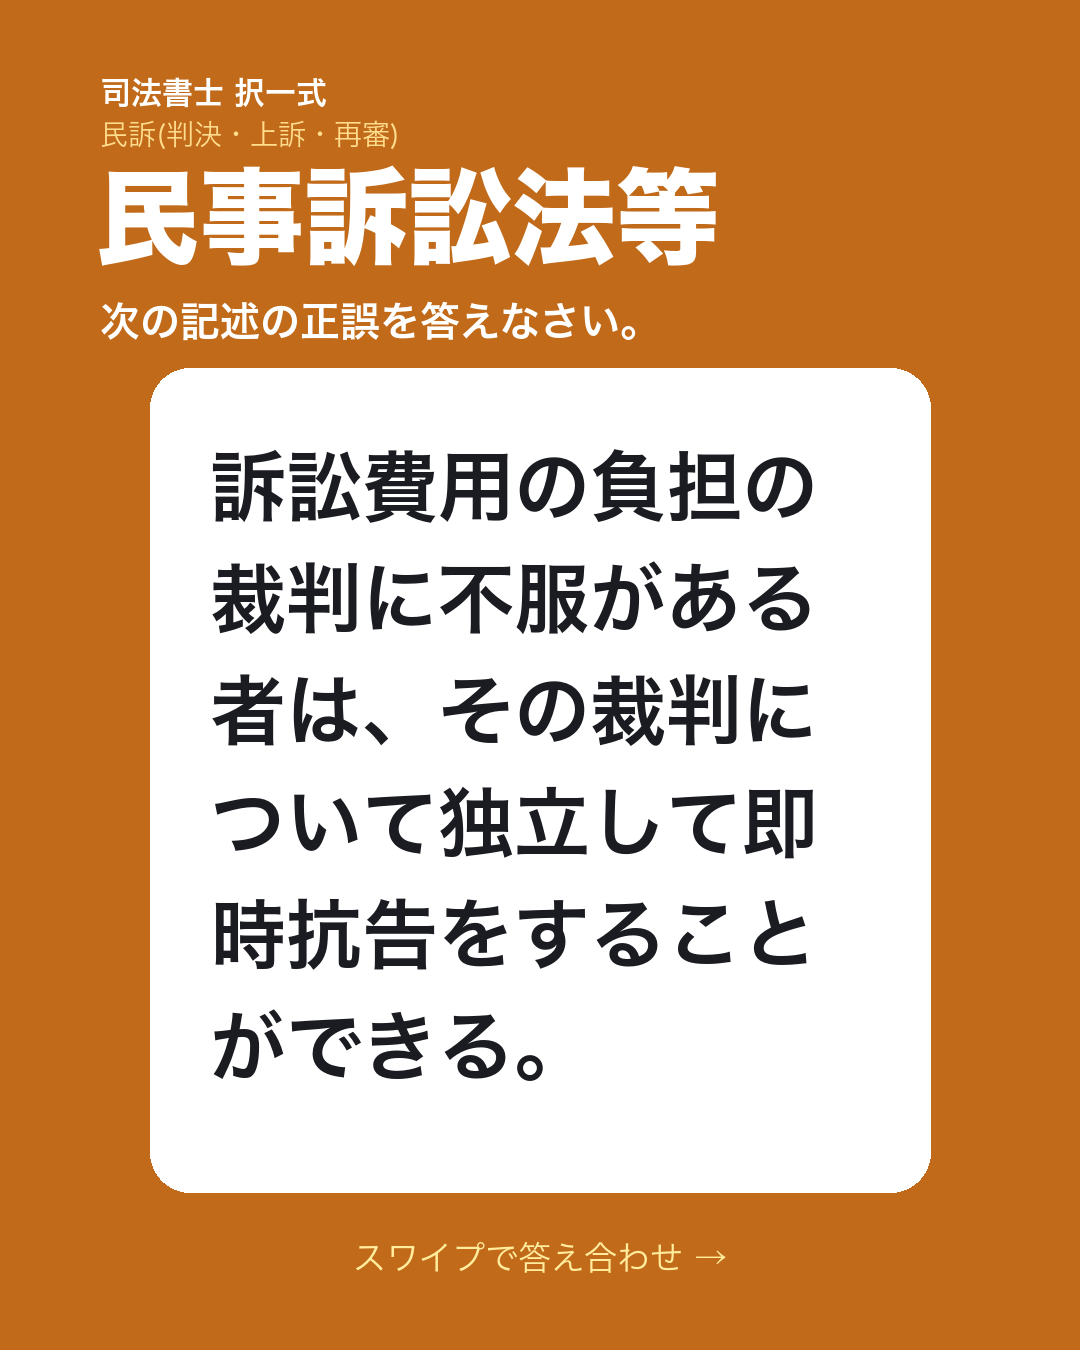 司法書士 択一式
民訴(判決・上訴・再審)
民事訴訟法等
次の記述の正誤を答えなさい。
訴訟費用の負担の
裁判に不服がある
者は、その裁判に
ついて独立して即
時抗告をすること
ができる。
スワイプで答え合わせ →